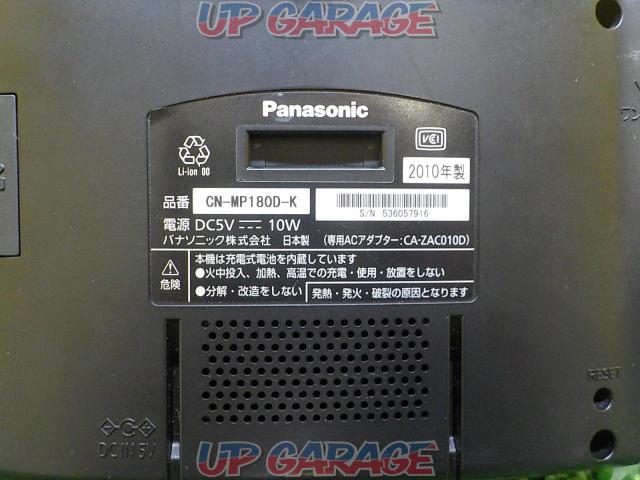 UP GARAGE
Panasonic
Li-ion 00
VCI
2010年製
品番 CN-MP180D-K
S/N 536057916
電源 DC5V 10W
パナソニック株式会社 日本製 (専用ACアダプター:CA-ZAC010D)
危険
本機は充電式電池を内蔵しています
●火中投入、加熱、高温での充電・使用・放置をしない
●分解・改造をしない 発熱・発火・破裂の原因となります
RESET
DC IN 5V
UP GARAGE